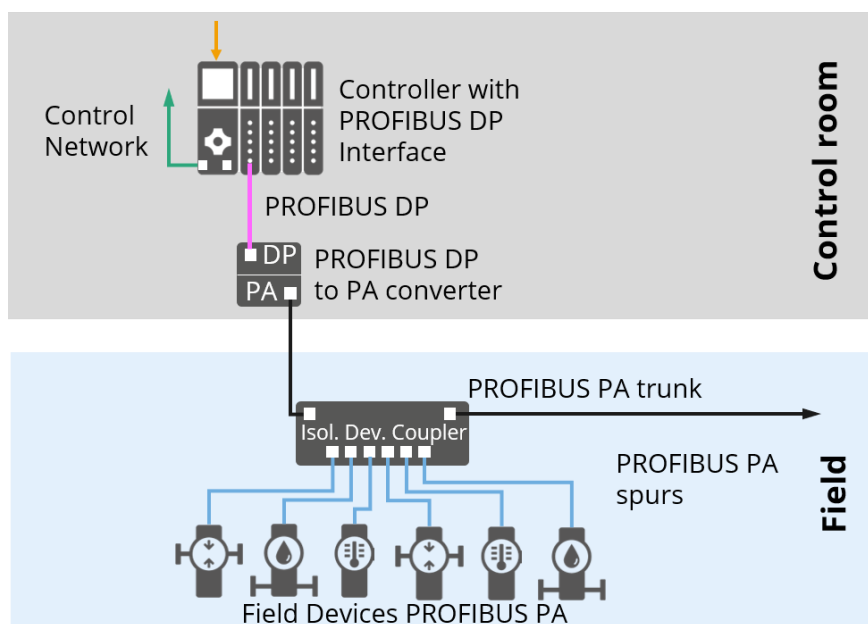 Control
Network
Controller with
PROFIBUS DP
Interface
Control room
PROFIBUS DP
DP
PA
PROFIBUS DP
to PA converter
PROFIBUS PA trunk
Isol. Dev. Coupler
PROFIBUS PA
spurs
Field
Field Devices PROFIBUS PA